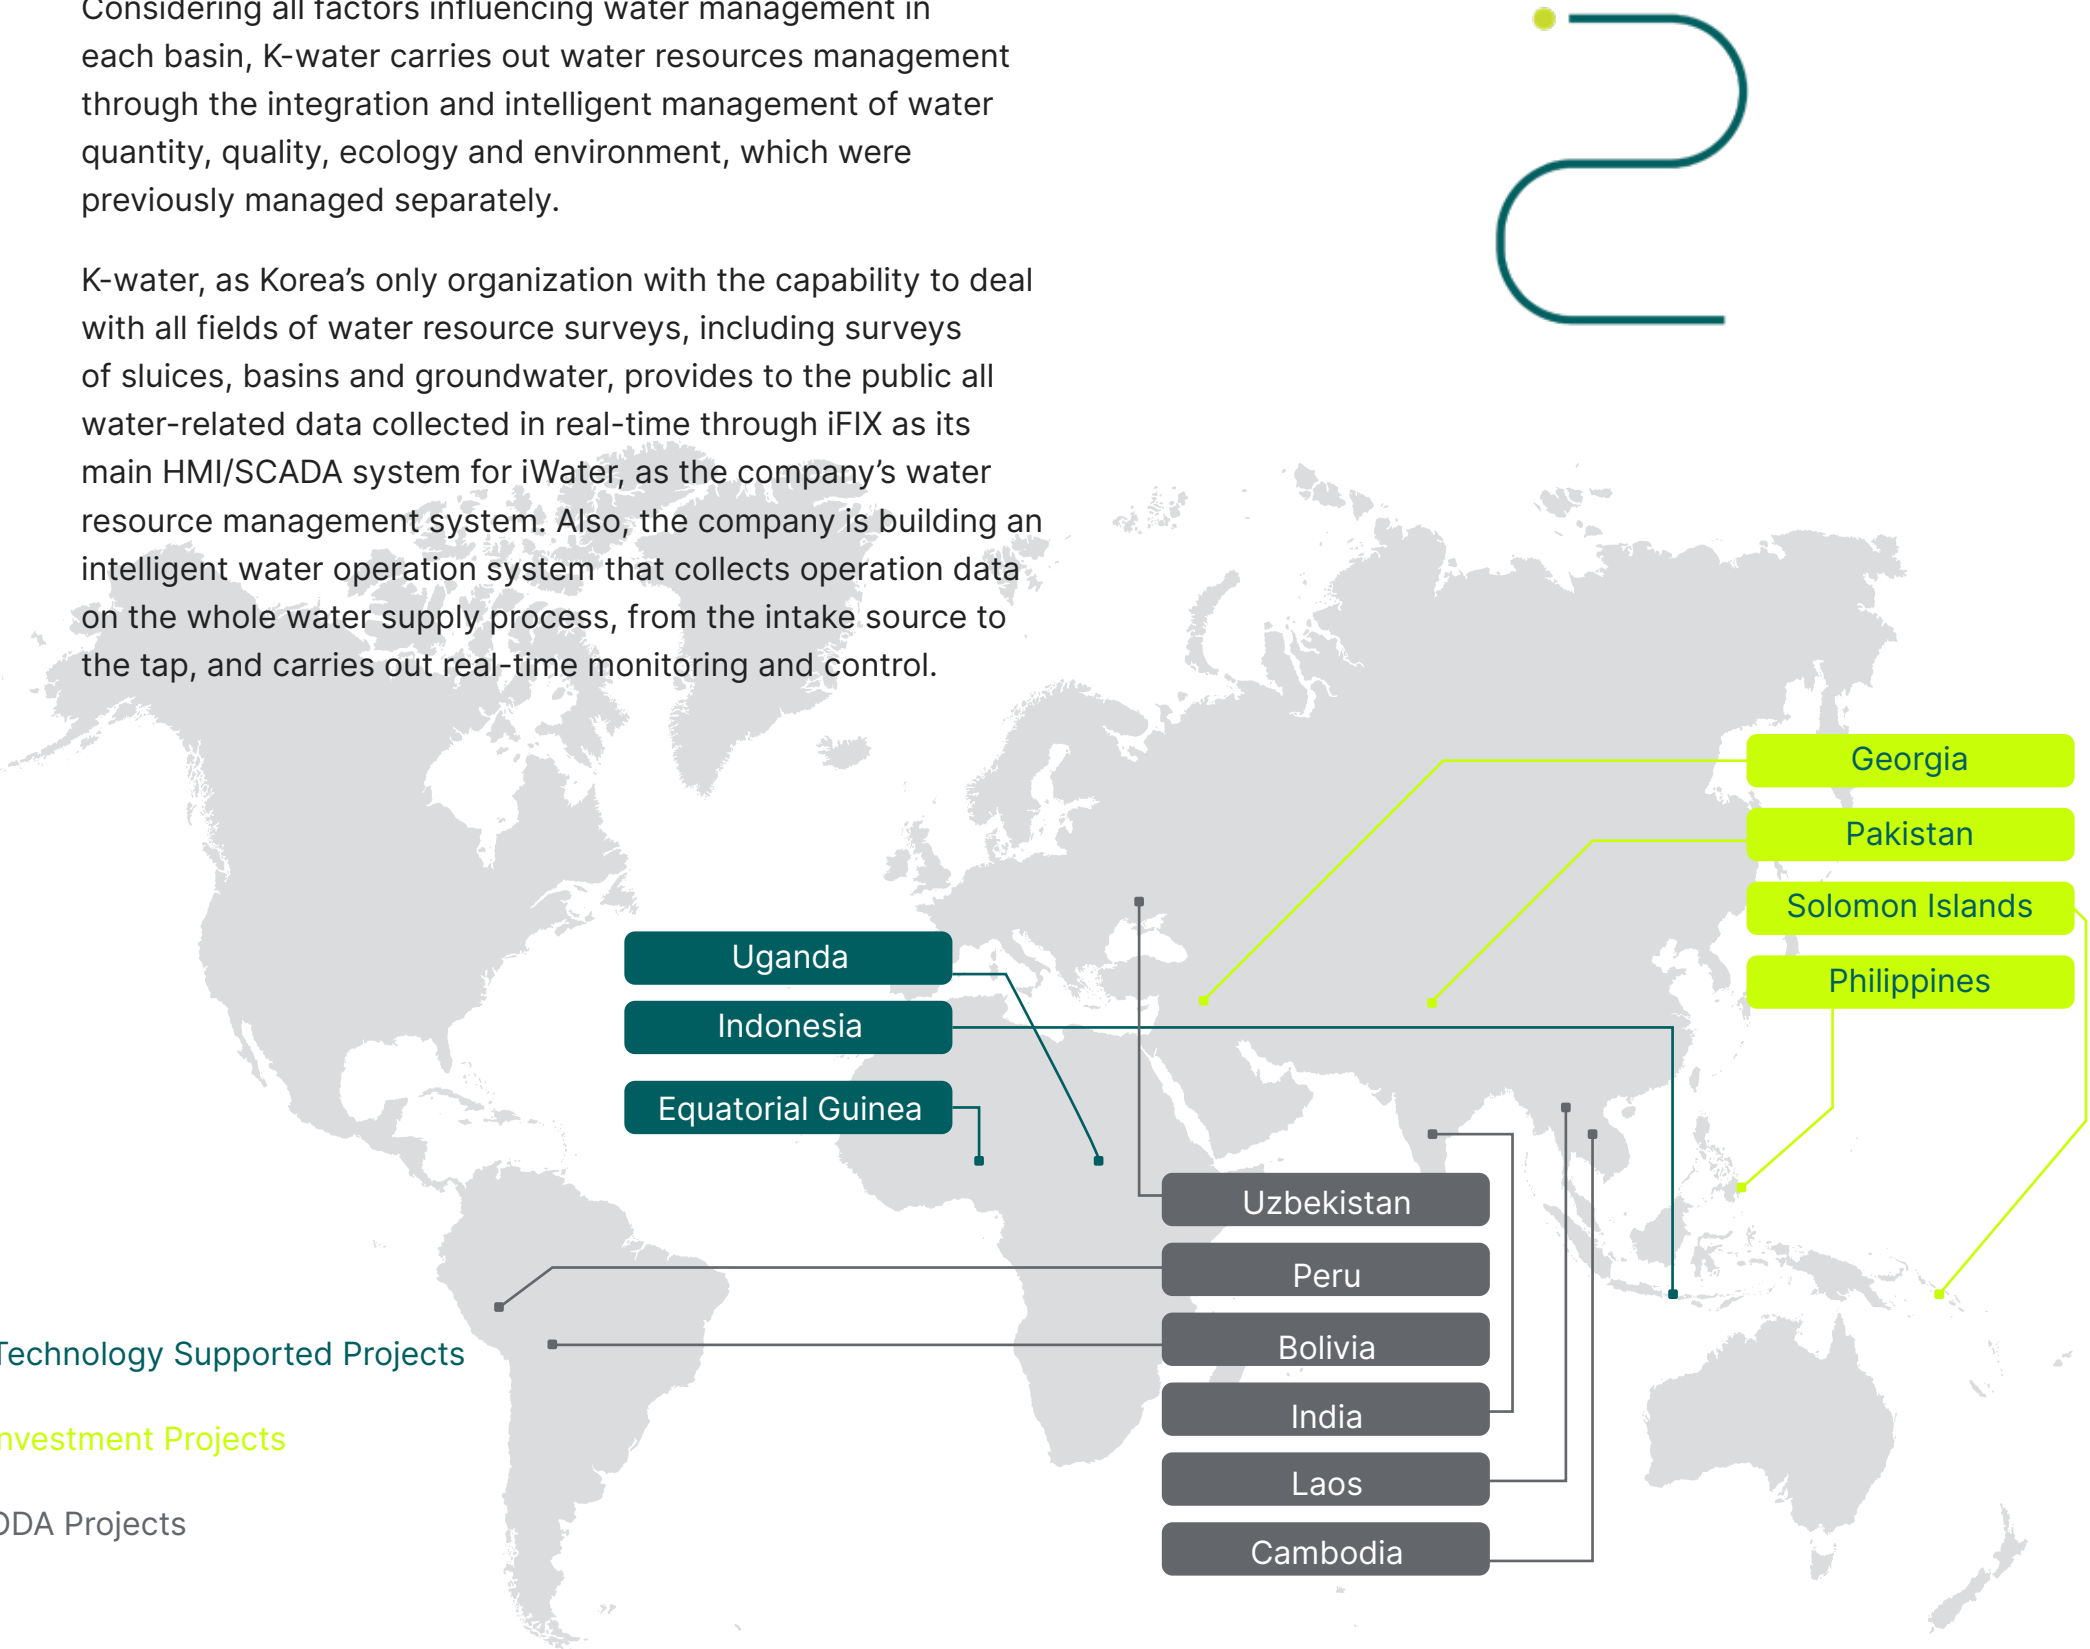 Considering all factors influencing water management in
each basin, K-water carries out water resources management
through the integration and intelligent management of water
quantity, quality, ecology and environment, which were
previously managed separately.
K-water, as Korea’s only organization with the capability to deal
with all fields of water resource surveys, including surveys
of sluices, basins and groundwater, provides to the public all
water-related data collected in real-time through iFIX as its
main HMI/SCADA system for iWater, as the company’s water
resource management system. Also, the company is building an
intelligent water operation system that collects operation data
on the whole water supply process, from the intake source to
the tap, and carries out real-time monitoring and control.
Georgia
Pakistan
Solomon Islands
Philippines
Uganda
Indonesia
Equatorial Guinea
Uzbekistan
Peru
Bolivia
India
Laos
Cambodia
Technology Supported Projects
nvestment Projects
ODA Projects